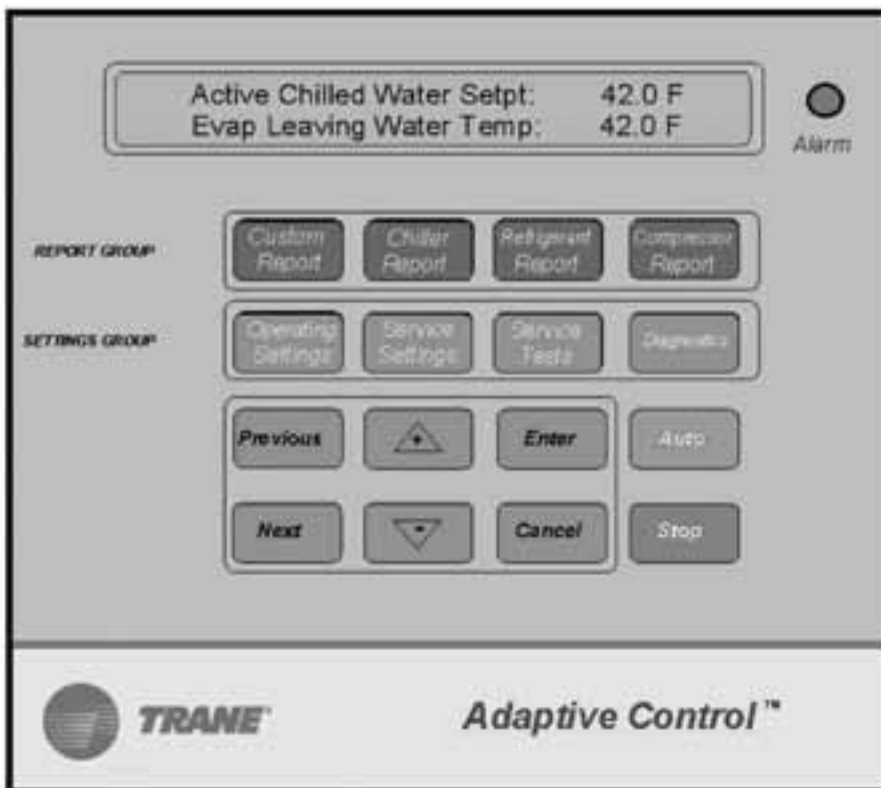 Active Chilled Water Setpt: 42.0 F
Evap Leaving Water Temp: 42.0 F
Alarm
REPORT GROUP
Custom Report
Chiller Report
Refrigerant Report
Compressor Report
SETTINGS GROUP
Operating Settings
Service Settings
Service Tests
Diagnostics
Previous
+
Enter
Auto
Next
-
Cancel
Stop
TRANE
Adaptive Control™